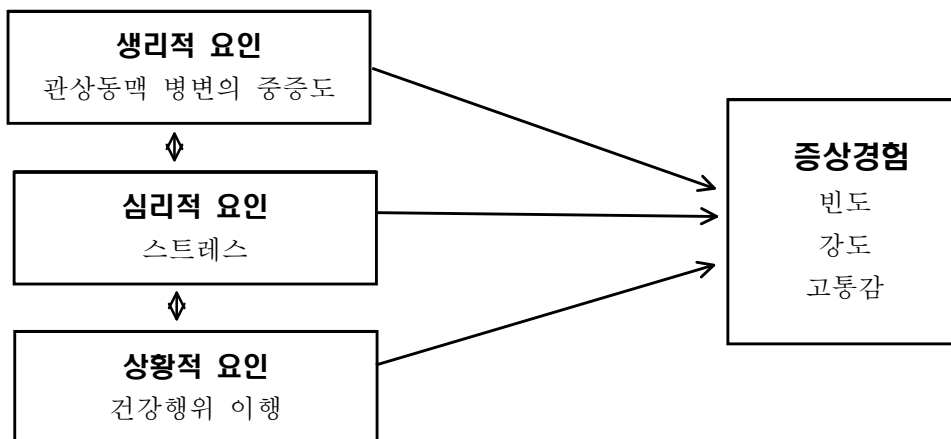 생리적 요인
관상동맥 병변의 중증도
심리적 요인
스트레스
상황적 요인
건강행위 이행
증상경험
빈도
강도
고통감